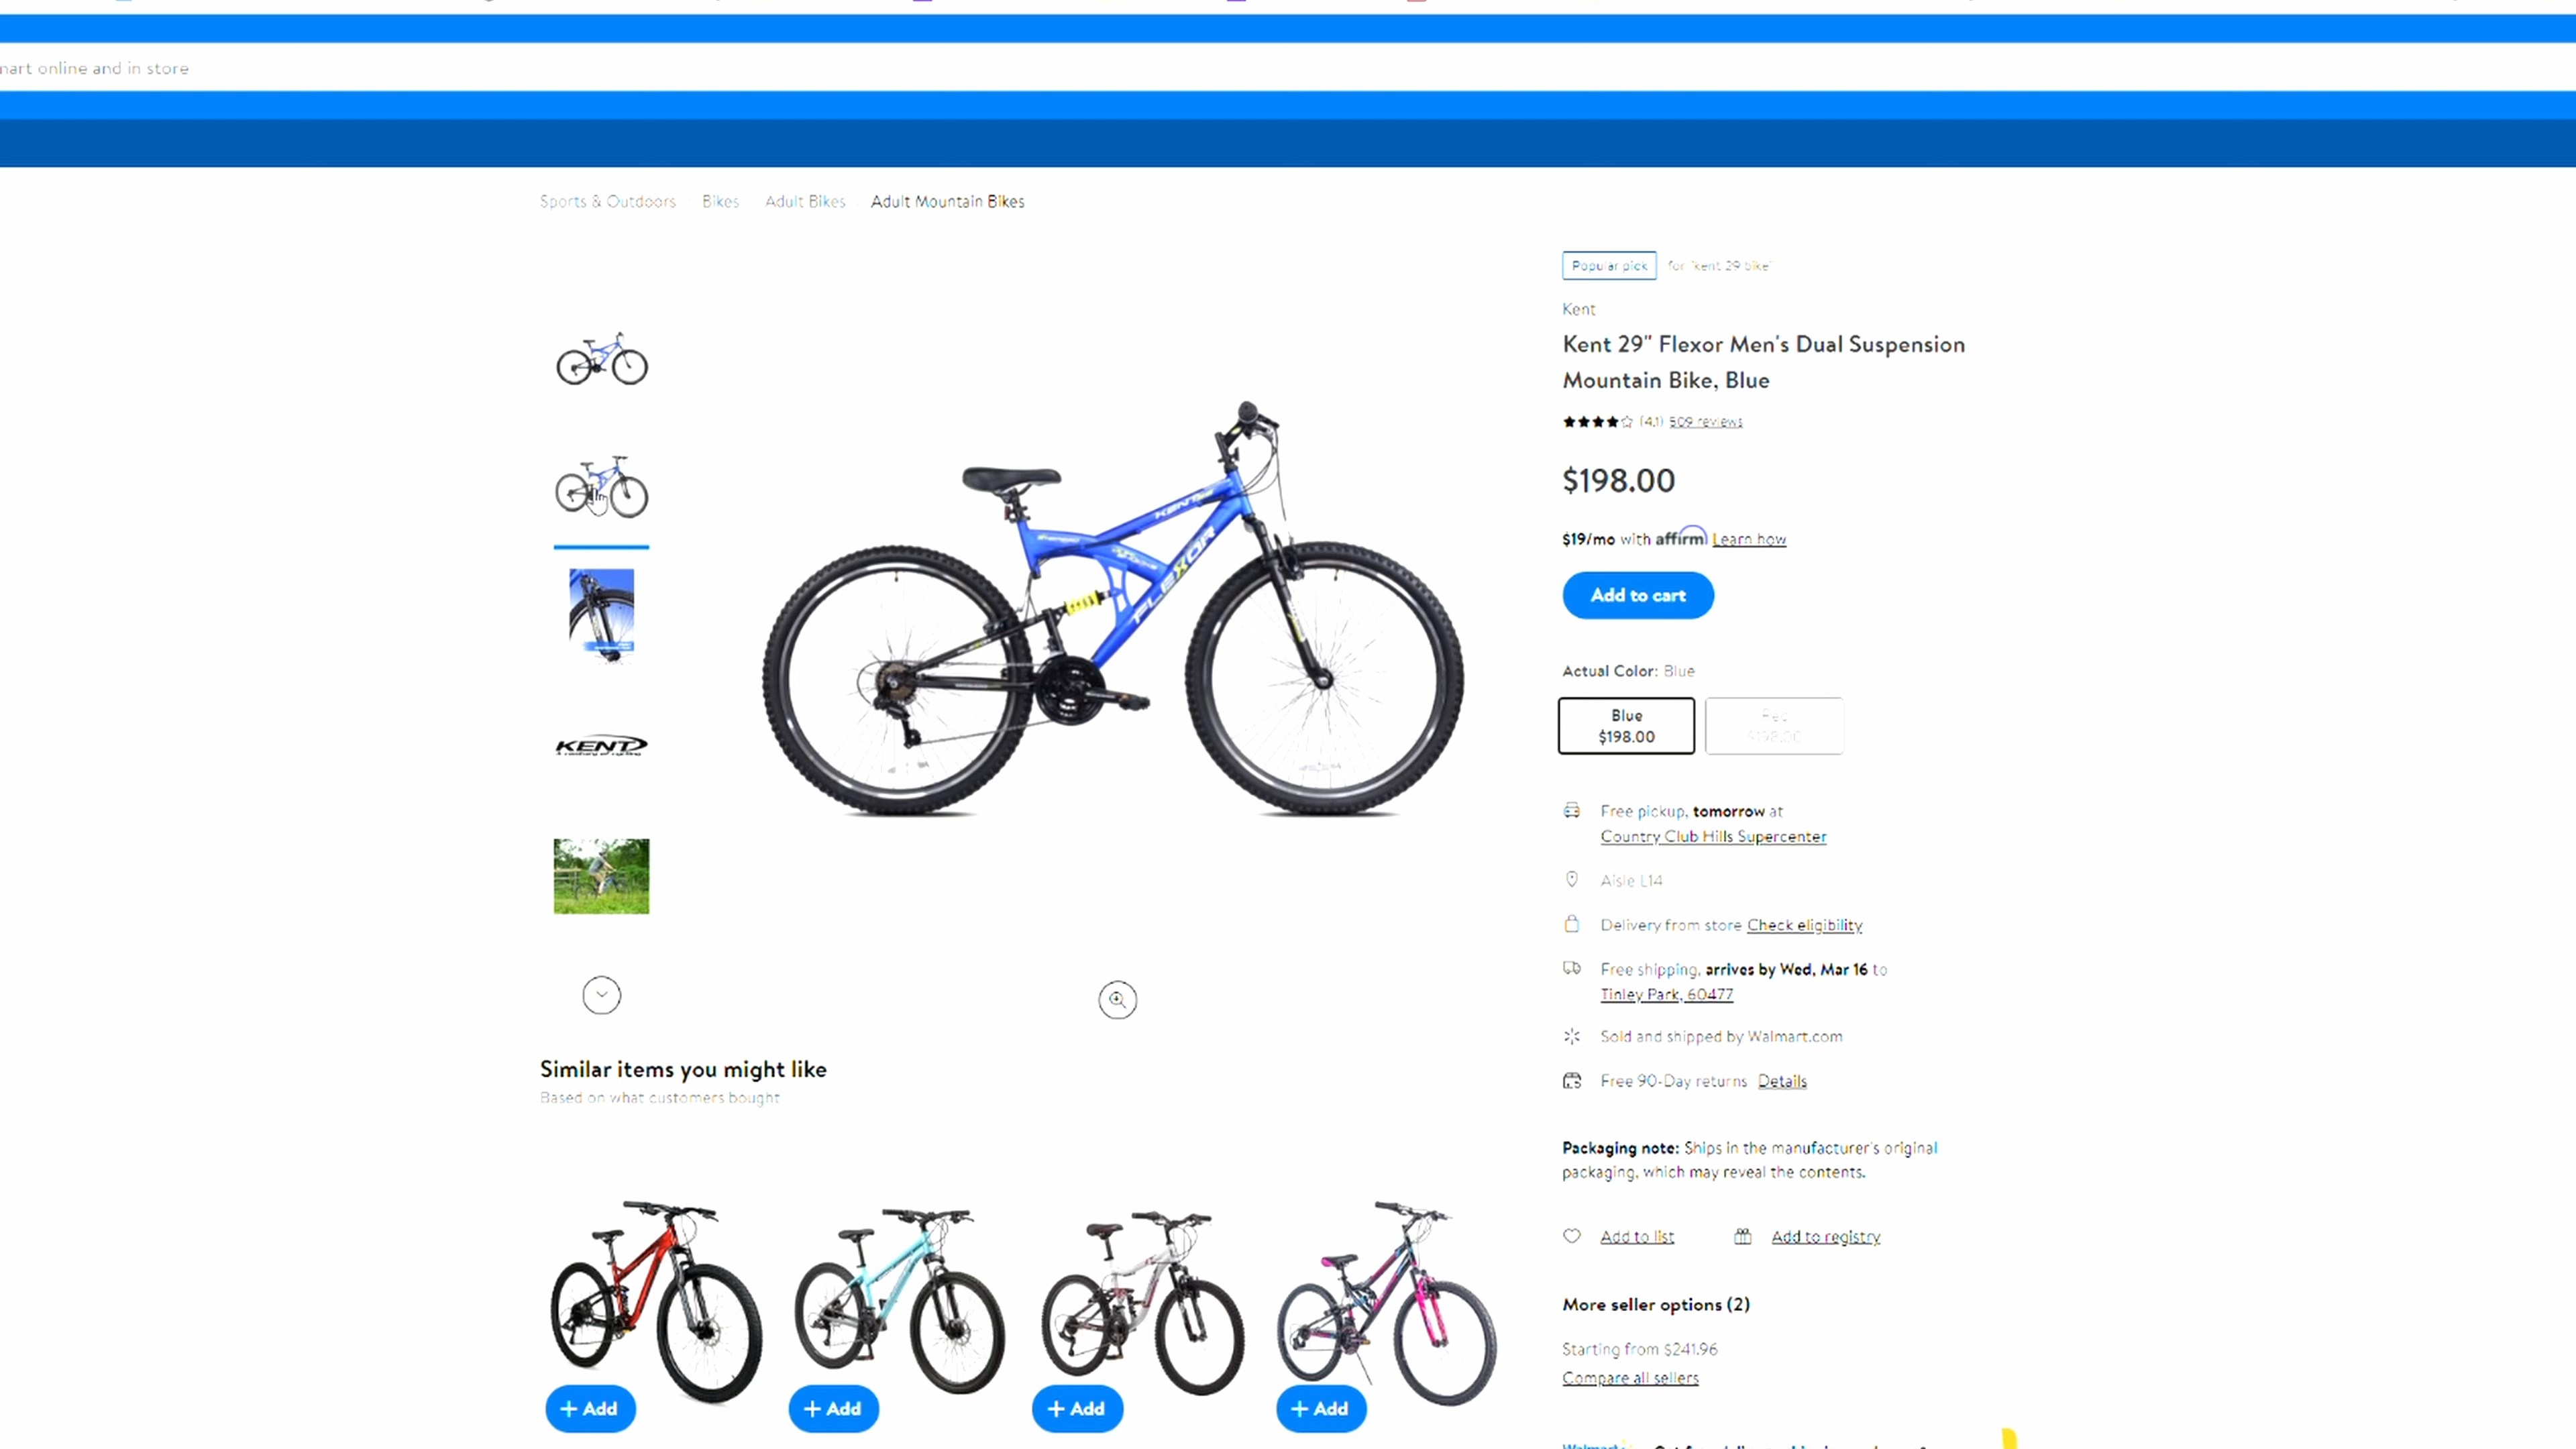 mart online and in store
Sports & Outdoors Bikes Adult Bikes Adult Mountain Bikes
Popular pick for "kent 29 bike"
Kent
Kent 29" Flexor Men's Dual Suspension
Mountain Bike, Blue
(4.1) 509 reviews
$198.00
$19/mo with affirm Learn how
Add to cart
Actual Color: Blue
Blue
$198.00
Red
$198.00
KENT
FLEXOR
KENT
Free pickup, tomorrow at
Country Club Hills Supercenter
Aisle L14
Delivery from store Check eligibility
Free shipping, arrives by Wed, Mar 16 to
Tinley Park, 60477
Sold and shipped by Walmart.com
Free 90-Day returns Details
Packaging note: Ships in the manufacturer's original
packaging, which may reveal the contents.
Add to list Add to registry
Similar items you might like
Based on what customers bought
+ Add
+ Add
+ Add
+ Add
More seller options (2)
Starting from $241.96
Compare all sellers